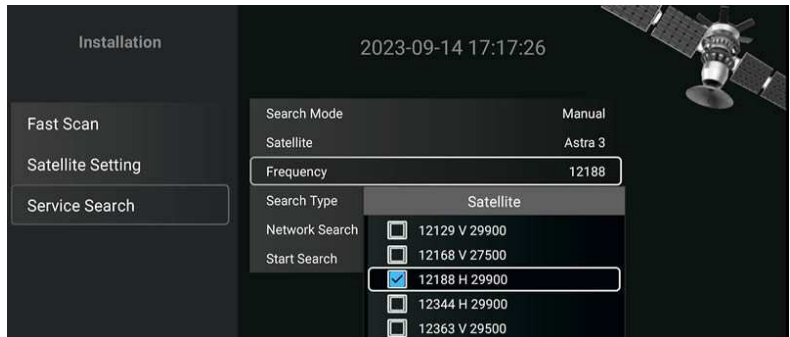 Installation
2023-09-14 17:17:26
Fast Scan
Satellite Setting
Service Search
Search Mode Manual
Satellite Astra 3
Frequency 12188
Search Type
Network Search
Start Search
Satellite
12129 V 29900
12168 V 27500
12188 H 29900
12344 H 29900
12363 V 29500